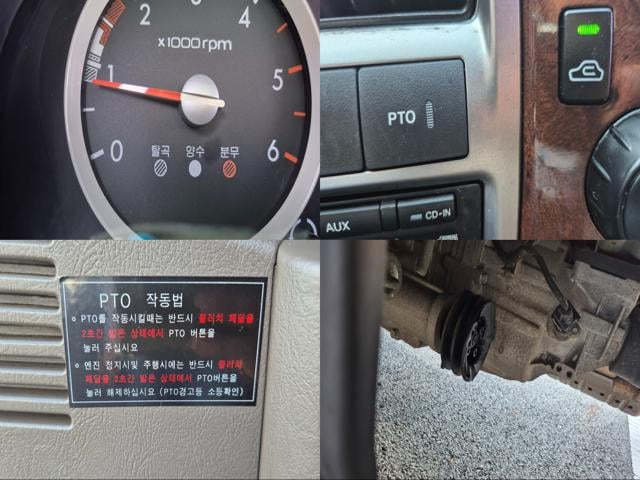 2 3 4
x1000rpm
1 5
0 탈곡 양수 분무 6
PTO
AUX
CD-IN
PTO 작동법
PTO를 작동시킬때는 반드시 클러치 페달을
2초간 밟은 상태에서 PTO 버튼을
눌러 주십시요
엔진 정지시및 주행시에는 반드시 클러치
페달을 2초간 밟은 상태에서 PTO버튼을
눌러 해제하십시요 (PTO경고등 소등확인)